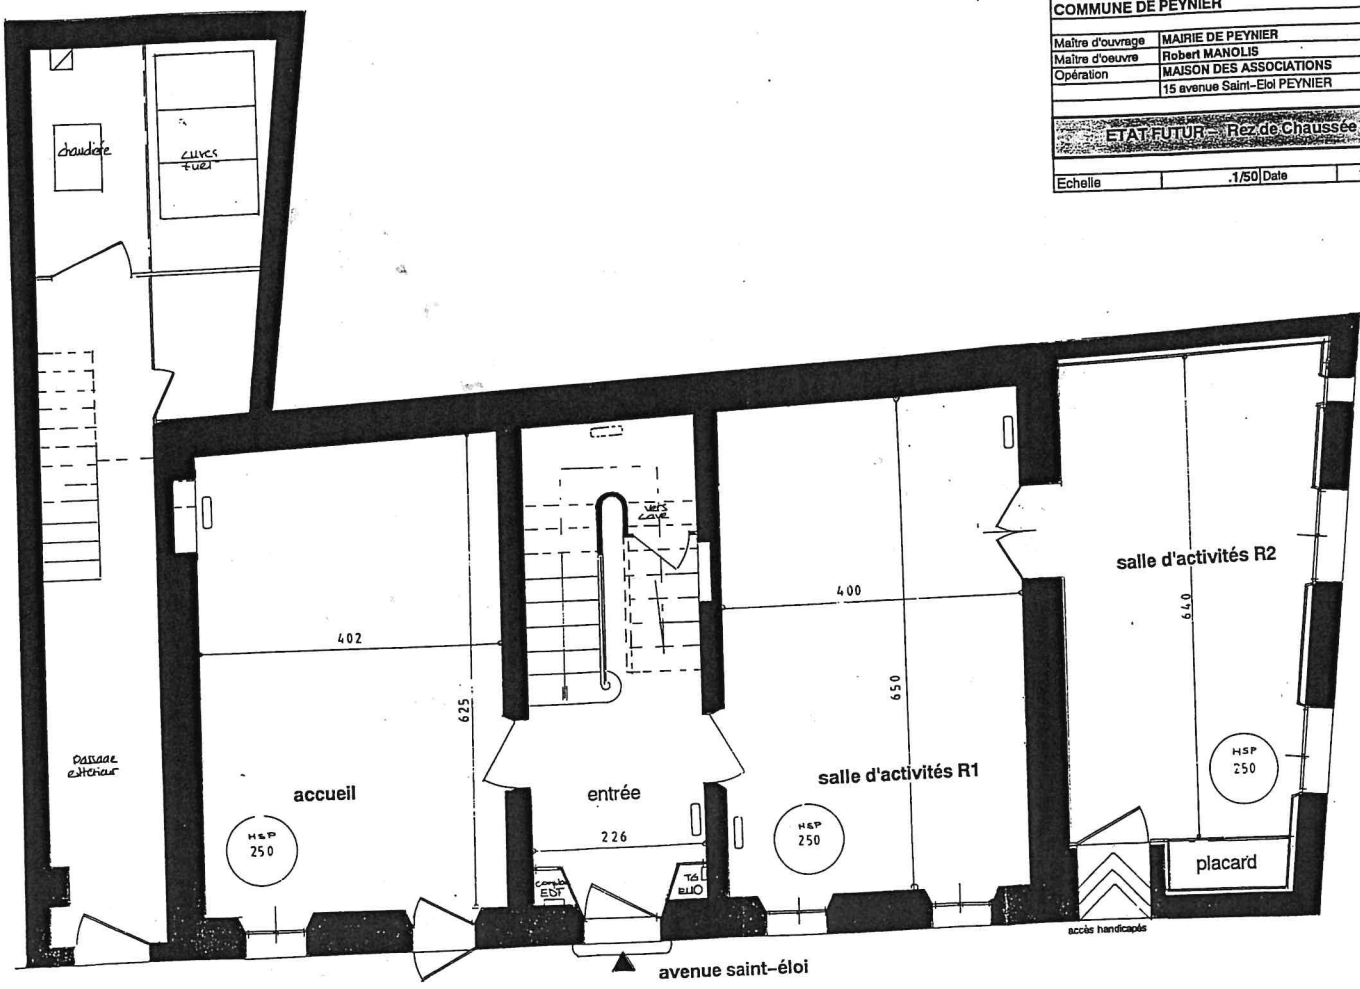 COMMUNE DE PEYNIER
Maître d'ouvrage MAIRIE DE PEYNIER
Maître d'oeuvre Robert MANOLIS
Opération MAISON DES ASSOCIATIONS
15 avenue Saint-Eloi PEYNIER
ETAT FUTUR - Rez de Chaussée
Echelle .1/50 Date
chaudière
cuves
fuel
vers
cave
salle d'activités R2
400
640
402
625
650
passage
extérieur
accueil
entrée
salle d'activités R1
HSP
250
HSP
250
HSP
250
226
EDF
TG
placard
accès handicapés
avenue saint-éloi